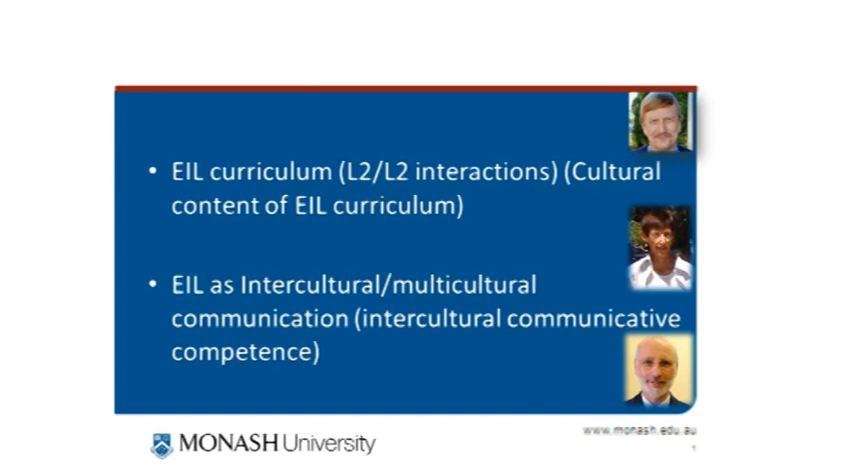 • EIL curriculum (L2/L2 interactions) (Cultural
content of EIL curriculum)
• EIL as Intercultural/multicultural
communication (intercultural communicative
competence)
MONASH University
www.monash.edu.au
1